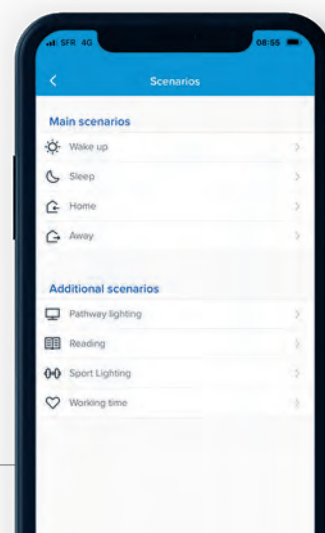 SFR 4G 08:55
Scenarios
Main scenarios
Wake up
Sleep
Home
Away
Additional scenarios
Pathway lighting
Reading
Sport Lighting
Working time